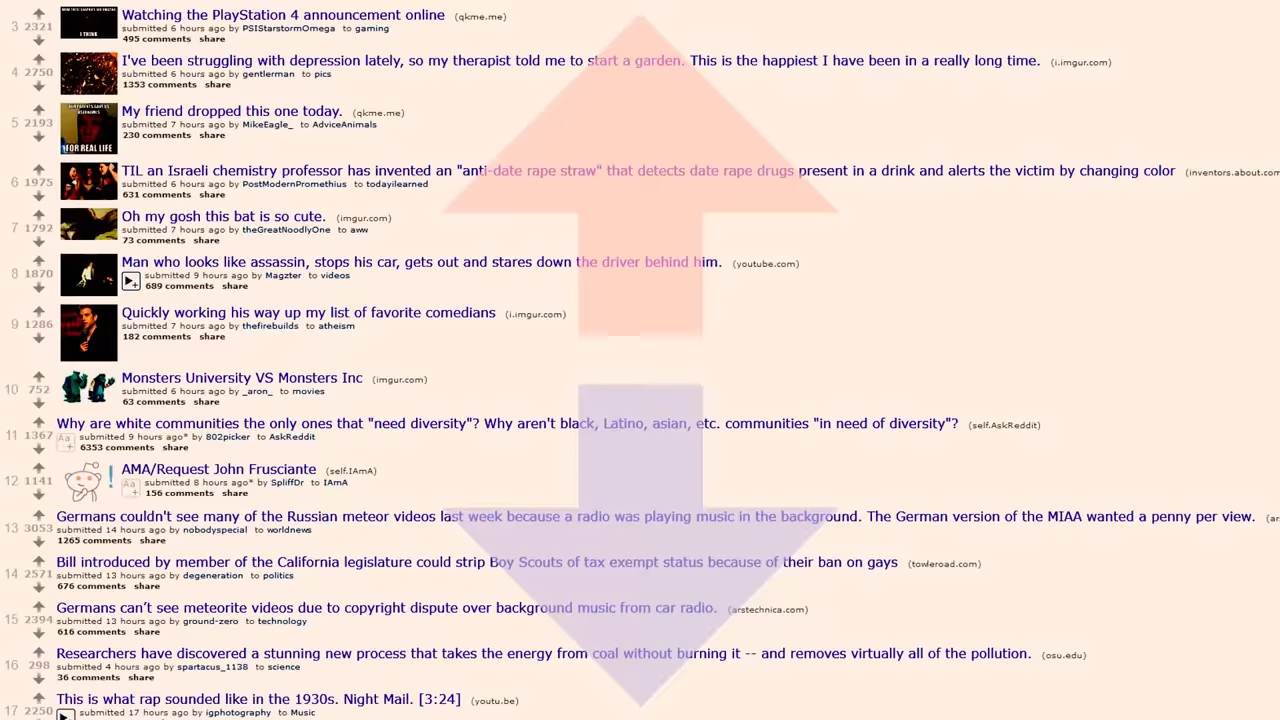 3 2321 Watching the PlayStation 4 announcement online (qkme.me)
submitted 6 hours ago by PSIStarstormOmega to gaming
495 comments share
I THINK
4 2750 I've been struggling with depression lately, so my therapist told me to start a garden. This is the happiest I have been in a really long time. (i.imgur.com)
submitted 6 hours ago by gentlerman to pics
1353 comments share
5 2193 My friend dropped this one today. (qkme.me)
submitted 7 hours ago by MikeEagle_ to AdviceAnimals
230 comments share
FOR REAL LIFE
6 1975 TIL an Israeli chemistry professor has invented an "anti-date rape straw" that detects date rape drugs present in a drink and alerts the victim by changing color (inventors.about.com
submitted 6 hours ago by PostModernPromethius to todayilearned
631 comments share
7 1792 Oh my gosh this bat is so cute. (imgur.com)
submitted 7 hours ago by theGreatNoodlyOne to aww
73 comments share
8 1870 Man who looks like assassin, stops his car, gets out and stares down the driver behind him. (youtube.com)
submitted 9 hours ago by Magzter to videos
689 comments share
9 1286 Quickly working his way up my list of favorite comedians (i.imgur.com)
submitted 7 hours ago by thefirebuilds to atheism
182 comments share
10 752 Monsters University VS Monsters Inc (imgur.com)
submitted 6 hours ago by _aron_ to movies
63 comments share
11 1367 Why are white communities the only ones that "need diversity"? Why aren't black, Latino, asian, etc. communities "in need of diversity"? (self.AskReddit)
Aa+ submitted 9 hours ago* by 802picker to AskReddit
6353 comments share
12 1141 AMA/Request John Frusciante (self.IAmA)
! Aa+ submitted 8 hours ago* by SpliffDr to IAmA
156 comments share
13 3053 Germans couldn't see many of the Russian meteor videos last week because a radio was playing music in the background. The German version of the MIAA wanted a penny per view. (ar
submitted 14 hours ago by nobodyspecial to worldnews
1265 comments share
14 2571 Bill introduced by member of the California legislature could strip Boy Scouts of tax exempt status because of their ban on gays (towleroad.com)
submitted 13 hours ago by degeneration to politics
676 comments share
15 2394 Germans can’t see meteorite videos due to copyright dispute over background music from car radio. (arstechnica.com)
submitted 13 hours ago by ground-zero to technology
616 comments share
16 298 Researchers have discovered a stunning new process that takes the energy from coal without burning it -- and removes virtually all of the pollution. (osu.edu)
submitted 4 hours ago by spartacus_1138 to science
36 comments share
17 2250 This is what rap sounded like in the 1930s. Night Mail. [3:24] (youtu.be)
submitted 17 hours ago by igphotography to Music